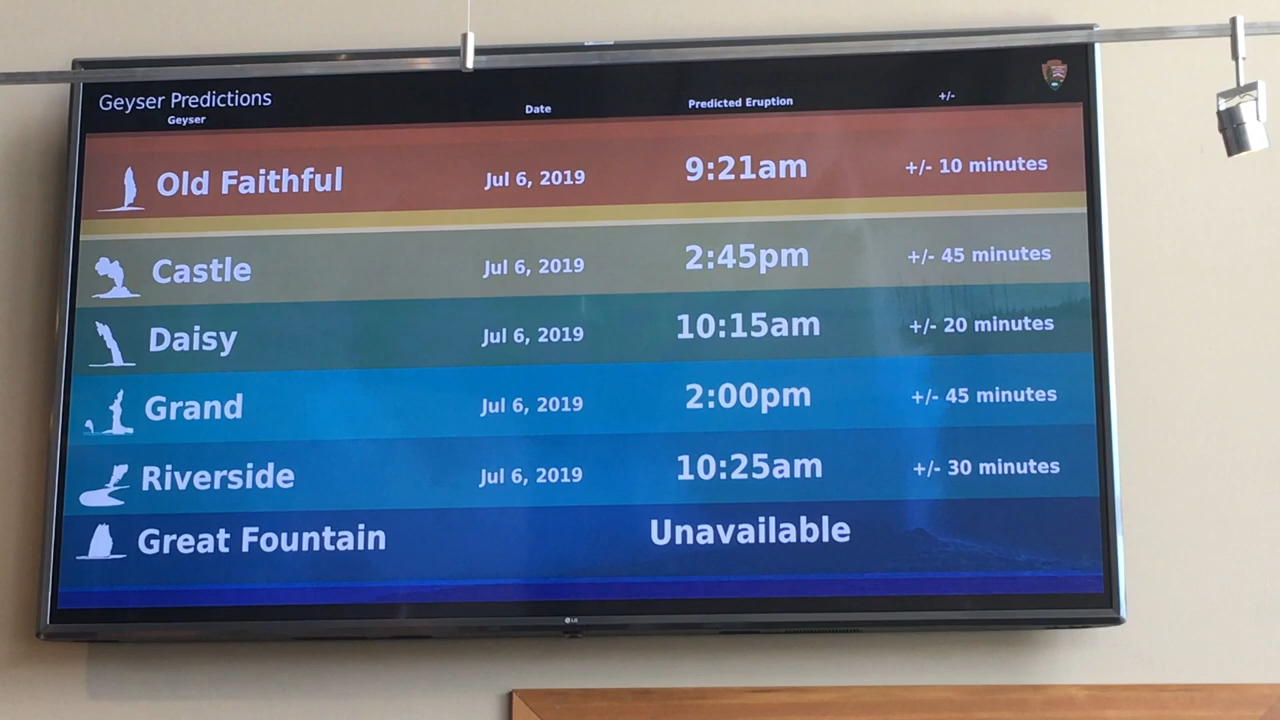 Geyser Predictions
Geyser Date Predicted Eruption +/-
Old Faithful Jul 6, 2019 9:21am +/- 10 minutes
Castle Jul 6, 2019 2:45pm +/- 45 minutes
Daisy Jul 6, 2019 10:15am +/- 20 minutes
Grand Jul 6, 2019 2:00pm +/- 45 minutes
Riverside Jul 6, 2019 10:25am +/- 30 minutes
Great Fountain Unavailable
LG